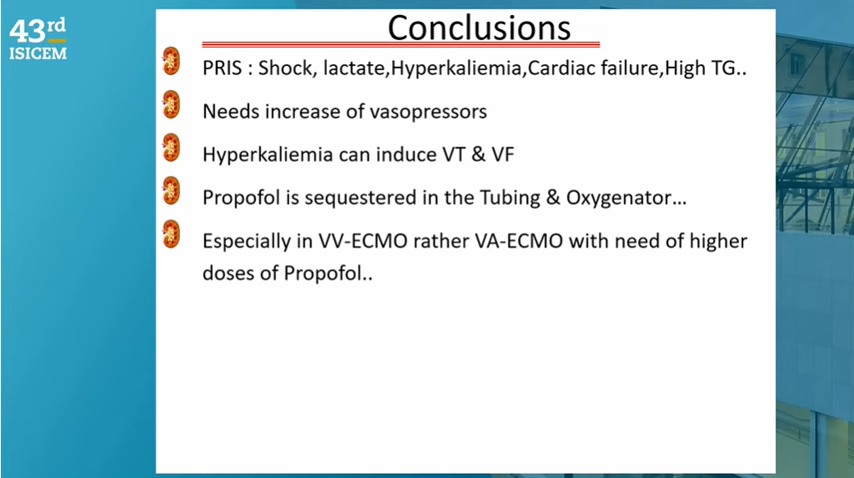 43rd
ISICEM
Conclusions
PRIS : Shock, lactate,Hyperkaliemia,Cardiac failure,High TG..
Needs increase of vasopressors
Hyperkaliemia can induce VT & VF
Propofol is sequestered in the Tubing & Oxygenator...
Especially in VV-ECMO rather VA-ECMO with need of higher
doses of Propofol..